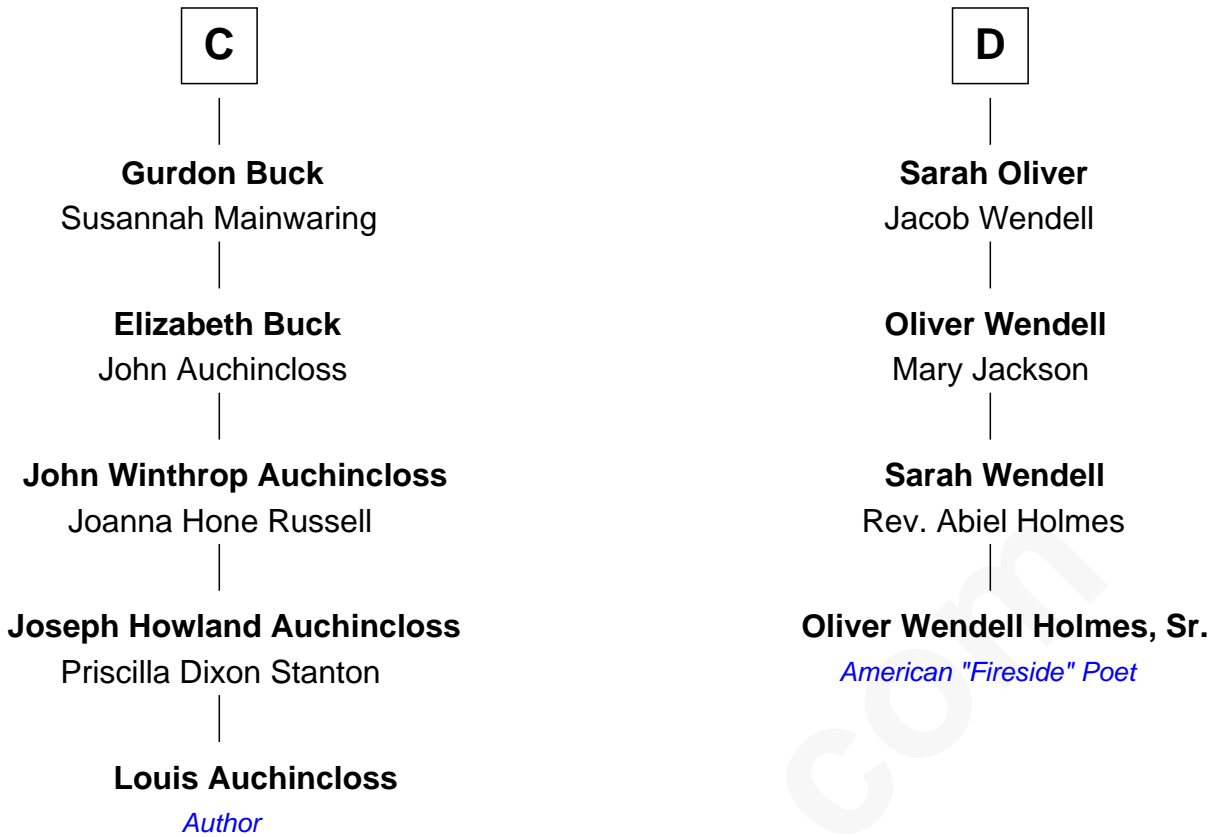 C
Gurdon Buck
Susannah Mainwaring
Elizabeth Buck
John Auchincloss
John Winthrop Auchincloss
Joanna Hone Russell
Joseph Howland Auchincloss
Priscilla Dixon Stanton
Louis Auchincloss
Author
D
Sarah Oliver
Jacob Wendell
Oliver Wendell
Mary Jackson
Sarah Wendell
Rev. Abiel Holmes
Oliver Wendell Holmes, Sr.
American "Fireside" Poet
com